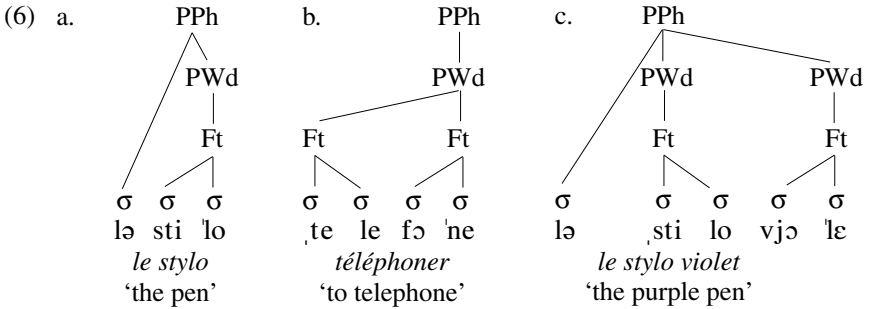 (6) a. PPh b. PPh c. PPh
PWd PWd PWd PWd
Ft Ft Ft Ft Ft
σ σ σ σ σ σ σ σ σ σ σ σ
lə sti ˈlo ˌte le fɔ ˈne lə ˌsti lo vjɔ ˈlɛ
le stylo téléphoner le stylo violet
‘the pen’ ‘to telephone’ ‘the purple pen’